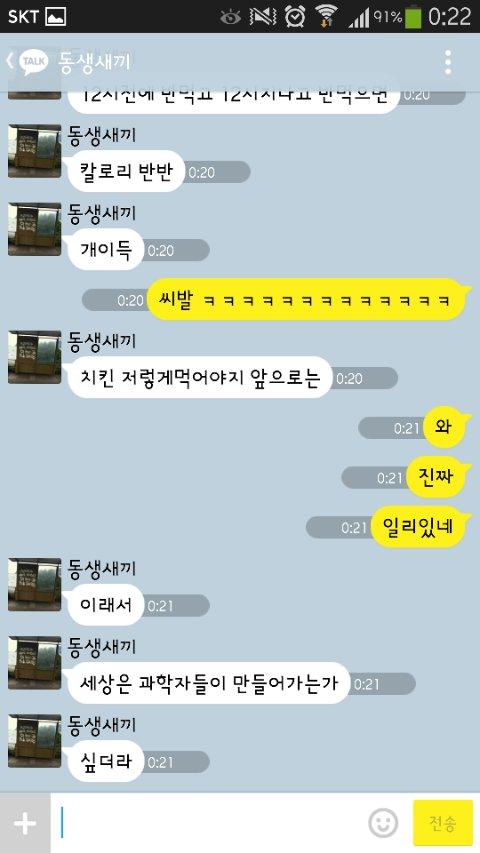 SKT 91% 0:22
TALK 동생새끼
12시전에 반먹고 12시지나고 반먹으면 0:20
동생새끼
칼로리 반반 0:20
동생새끼
개이득 0:20
0:20 씨발 ㅋㅋㅋㅋㅋㅋㅋㅋㅋㅋㅋㅋㅋ
동생새끼
치킨 저렇게먹어야지 앞으로는 0:20
0:21 와
0:21 진짜
0:21 일리있네
동생새끼
이래서 0:21
동생새끼
세상은 과학자들이 만들어가는가 0:21
동생새끼
싶더라 0:21
전송